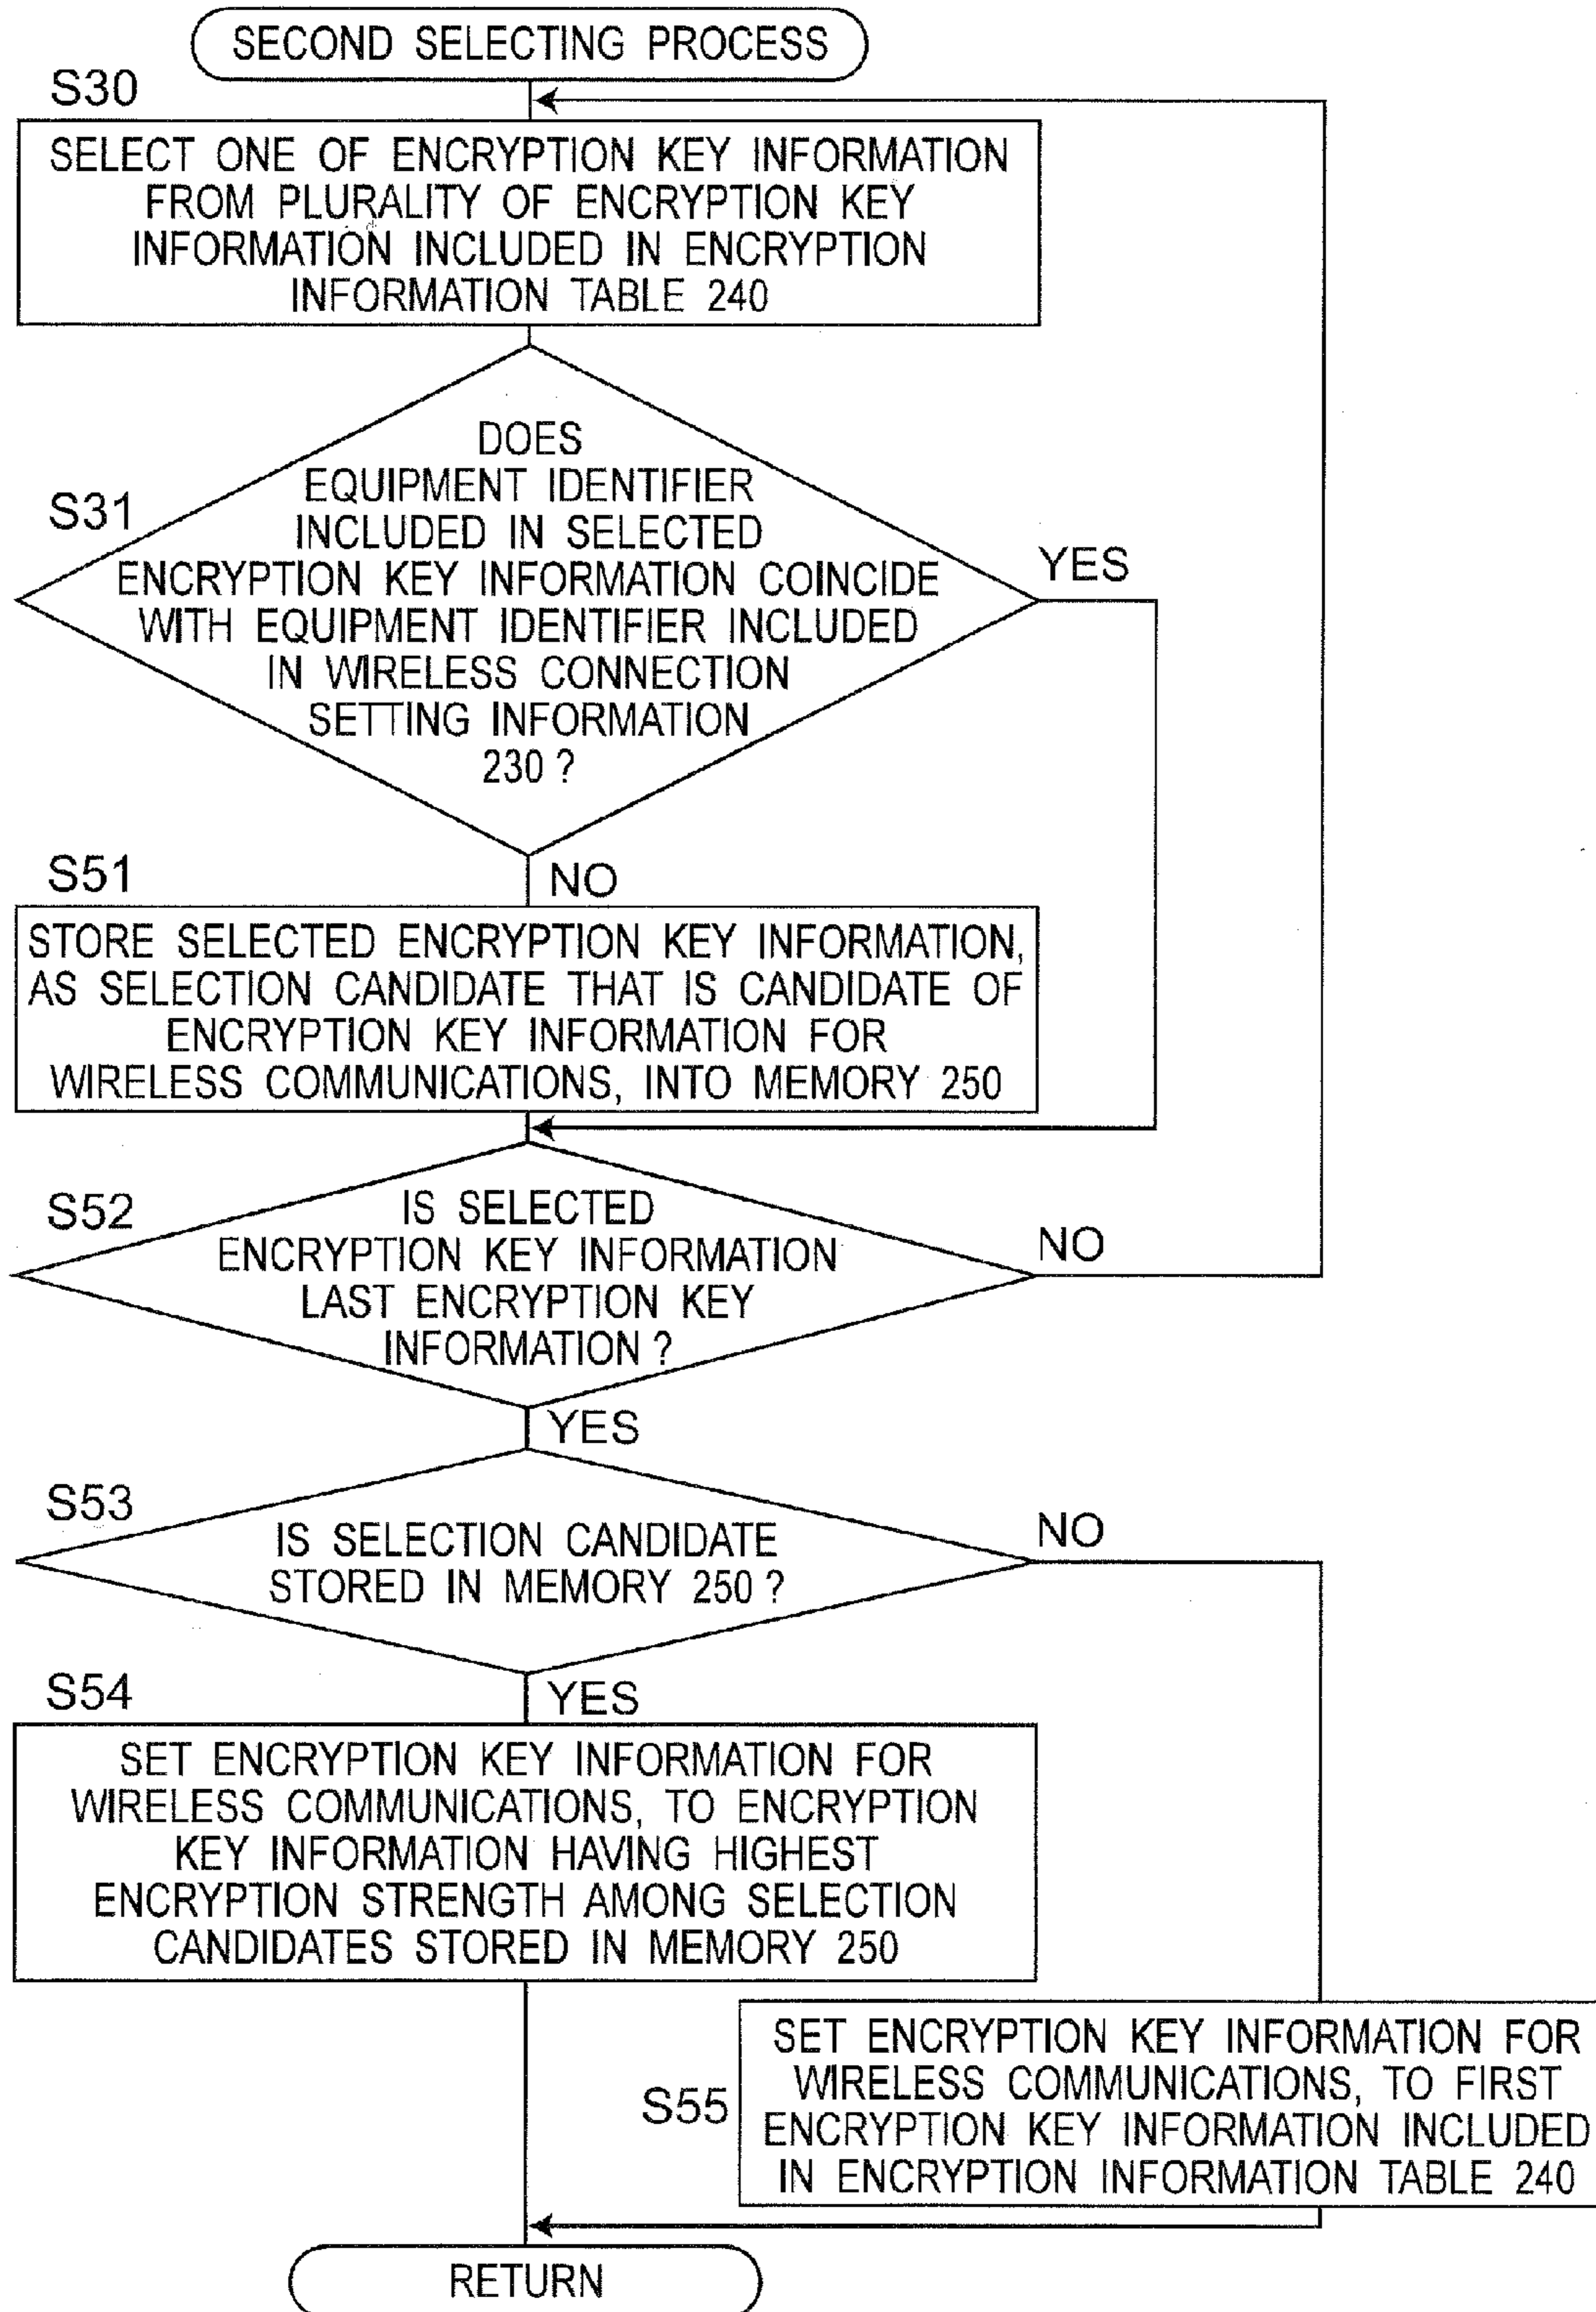 SECOND SELECTING PROCESS
S30
SELECT ONE OF ENCRYPTION KEY INFORMATION
FROM PLURALITY OF ENCRYPTION KEY
INFORMATION INCLUDED IN ENCRYPTION
INFORMATION TABLE 240
S31
DOES
EQUIPMENT IDENTIFIER
INCLUDED IN SELECTED
ENCRYPTION KEY INFORMATION COINCIDE
WITH EQUIPMENT IDENTIFIER INCLUDED
IN WIRELESS CONNECTION
SETTING INFORMATION
230 ?
YES
NO
S51
STORE SELECTED ENCRYPTION KEY INFORMATION,
AS SELECTION CANDIDATE THAT IS CANDIDATE OF
ENCRYPTION KEY INFORMATION FOR
WIRELESS COMMUNICATIONS, INTO MEMORY 250
S52
IS SELECTED
ENCRYPTION KEY INFORMATION
LAST ENCRYPTION KEY
INFORMATION ?
NO
YES
S53
IS SELECTION CANDIDATE
STORED IN MEMORY 250 ?
NO
YES
S54
SET ENCRYPTION KEY INFORMATION FOR
WIRELESS COMMUNICATIONS, TO ENCRYPTION
KEY INFORMATION HAVING HIGHEST
ENCRYPTION STRENGTH AMONG SELECTION
CANDIDATES STORED IN MEMORY 250
S55
SET ENCRYPTION KEY INFORMATION FOR
WIRELESS COMMUNICATIONS, TO FIRST
ENCRYPTION KEY INFORMATION INCLUDED
IN ENCRYPTION INFORMATION TABLE 240
RETURN